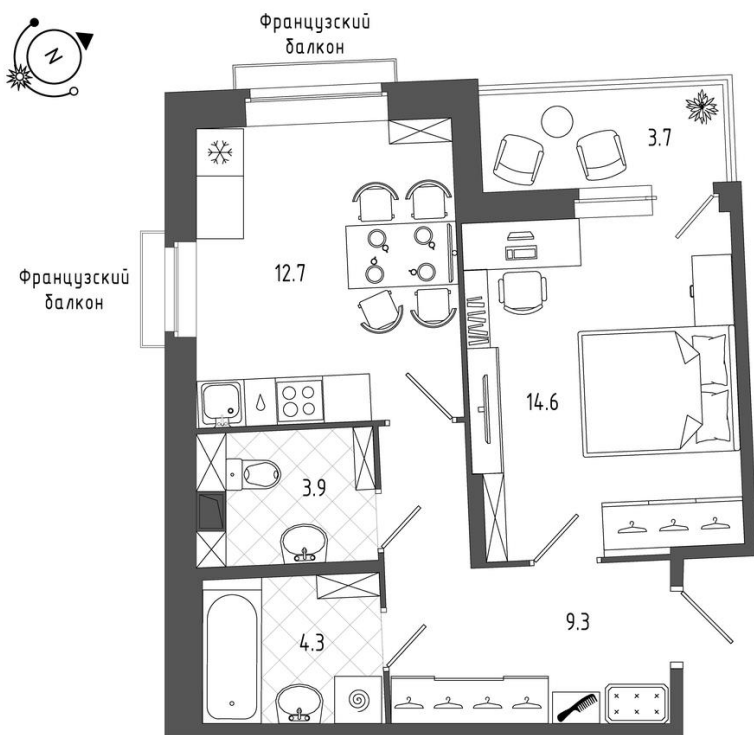 Французский
балкон
N
3.7
12.7
Французский
балкон
14.6
3.9
9.3
4.3